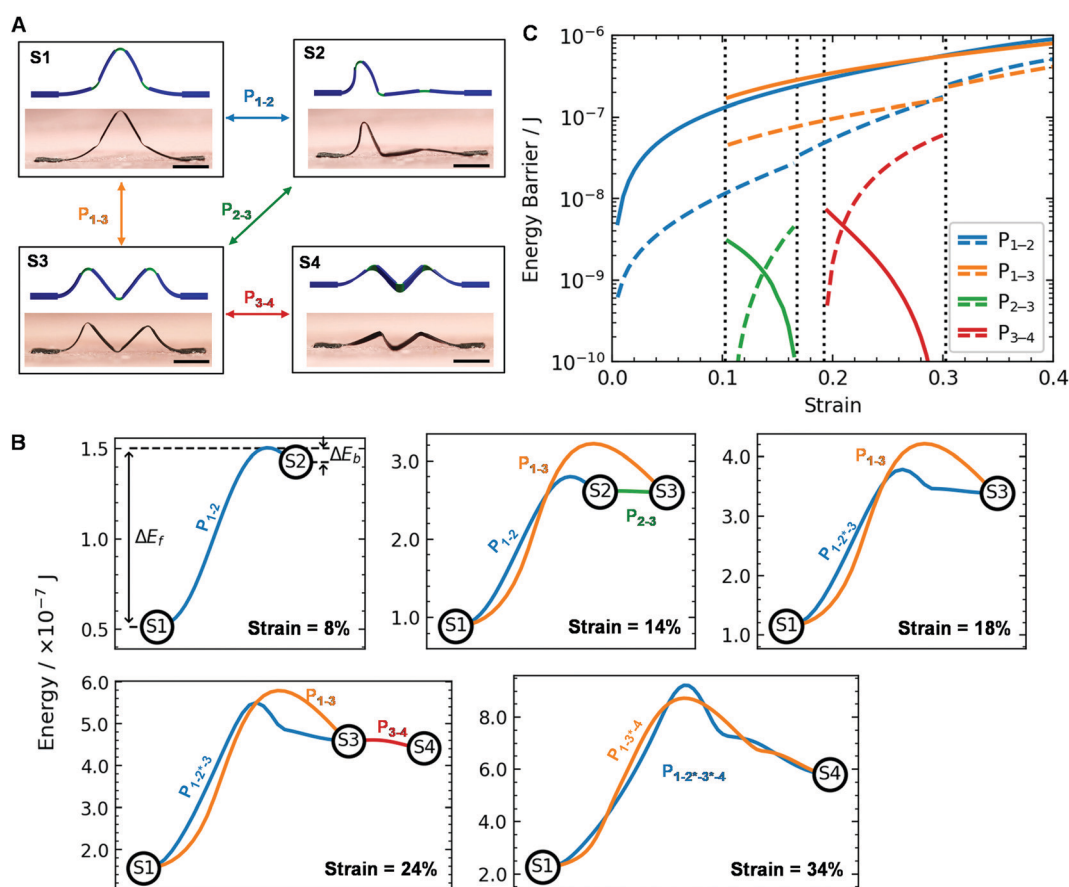 A
S1
S2
P1-2
P1-3
P2-3
S3
S4
P3-4
C
Energy Barrier / J
10⁻⁶
10⁻⁷
10⁻⁸
10⁻⁹
10⁻¹⁰
0.0 0.1 0.2 0.3 0.4
Strain
P1–2
P1–3
P2–3
P3–4
B
Energy / ×10⁻⁷ J
1.5
1.0
0.5
ΔEf
P1-2
S2
ΔEb
S1
Strain = 8%
3.0
2.0
1.0
P1-3
P1-2
S2
S3
P2-3
S1
Strain = 14%
4.0
3.0
2.0
1.0
P1-3
P1-2*-3
S3
S1
Strain = 18%
6.0
5.0
4.0
3.0
2.0
P1-3
P1-2*-3
S3
P3-4
S4
S1
Strain = 24%
8.0
6.0
4.0
2.0
P1-3*-4
P1-2*-3*-4
S4
S1
Strain = 34%